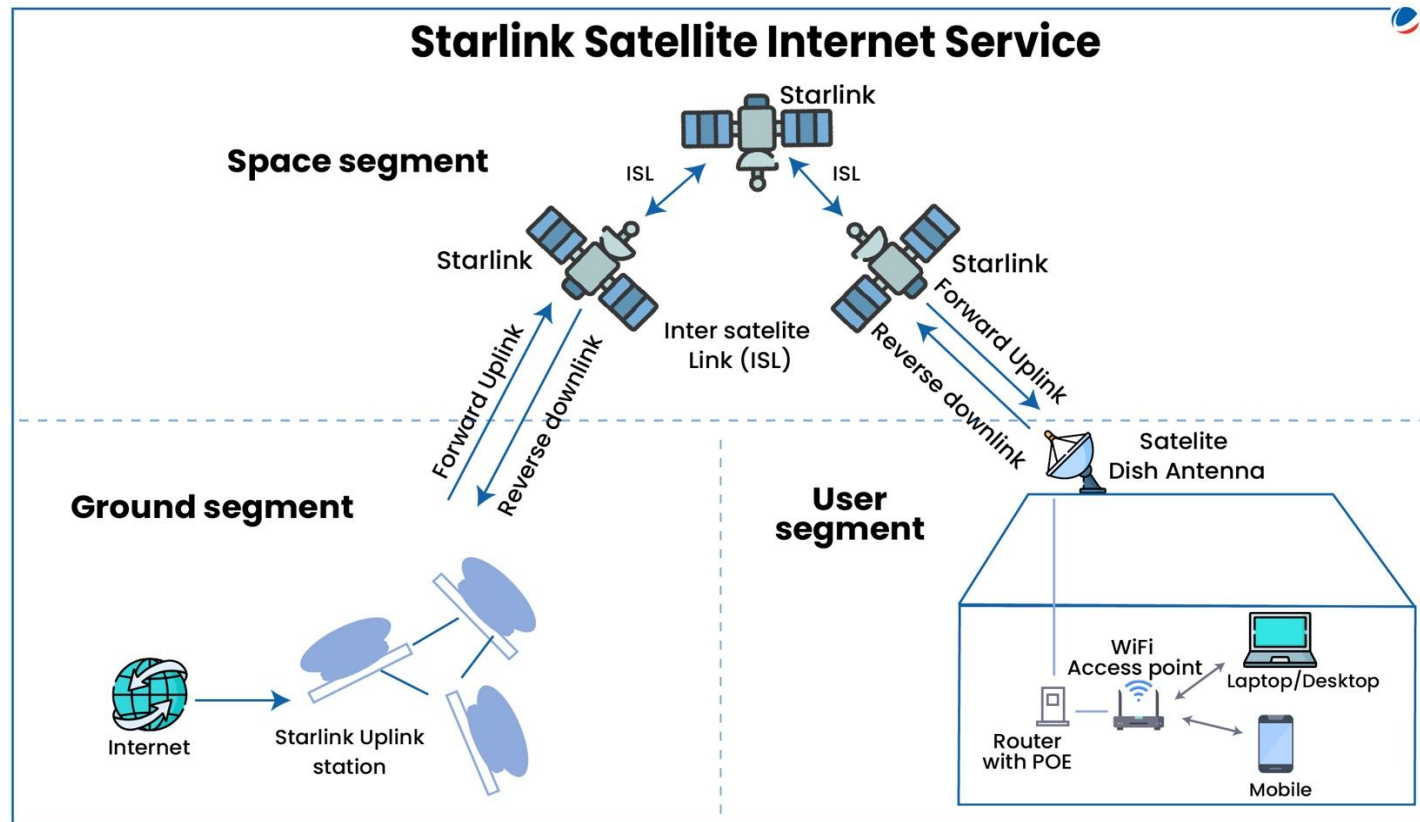 Starlink Satellite Internet Service
Starlink
Space segment
ISL
ISL
Starlink
Starlink
Inter satelite
Link (ISL)
Forward Uplink
Reverse downlink
Forward Uplink
Reverse downlink
Ground segment
Internet
Starlink Uplink
station
User
segment
Satelite
Dish Antenna
WiFi
Access point
Laptop/Desktop
Router
with POE
Mobile